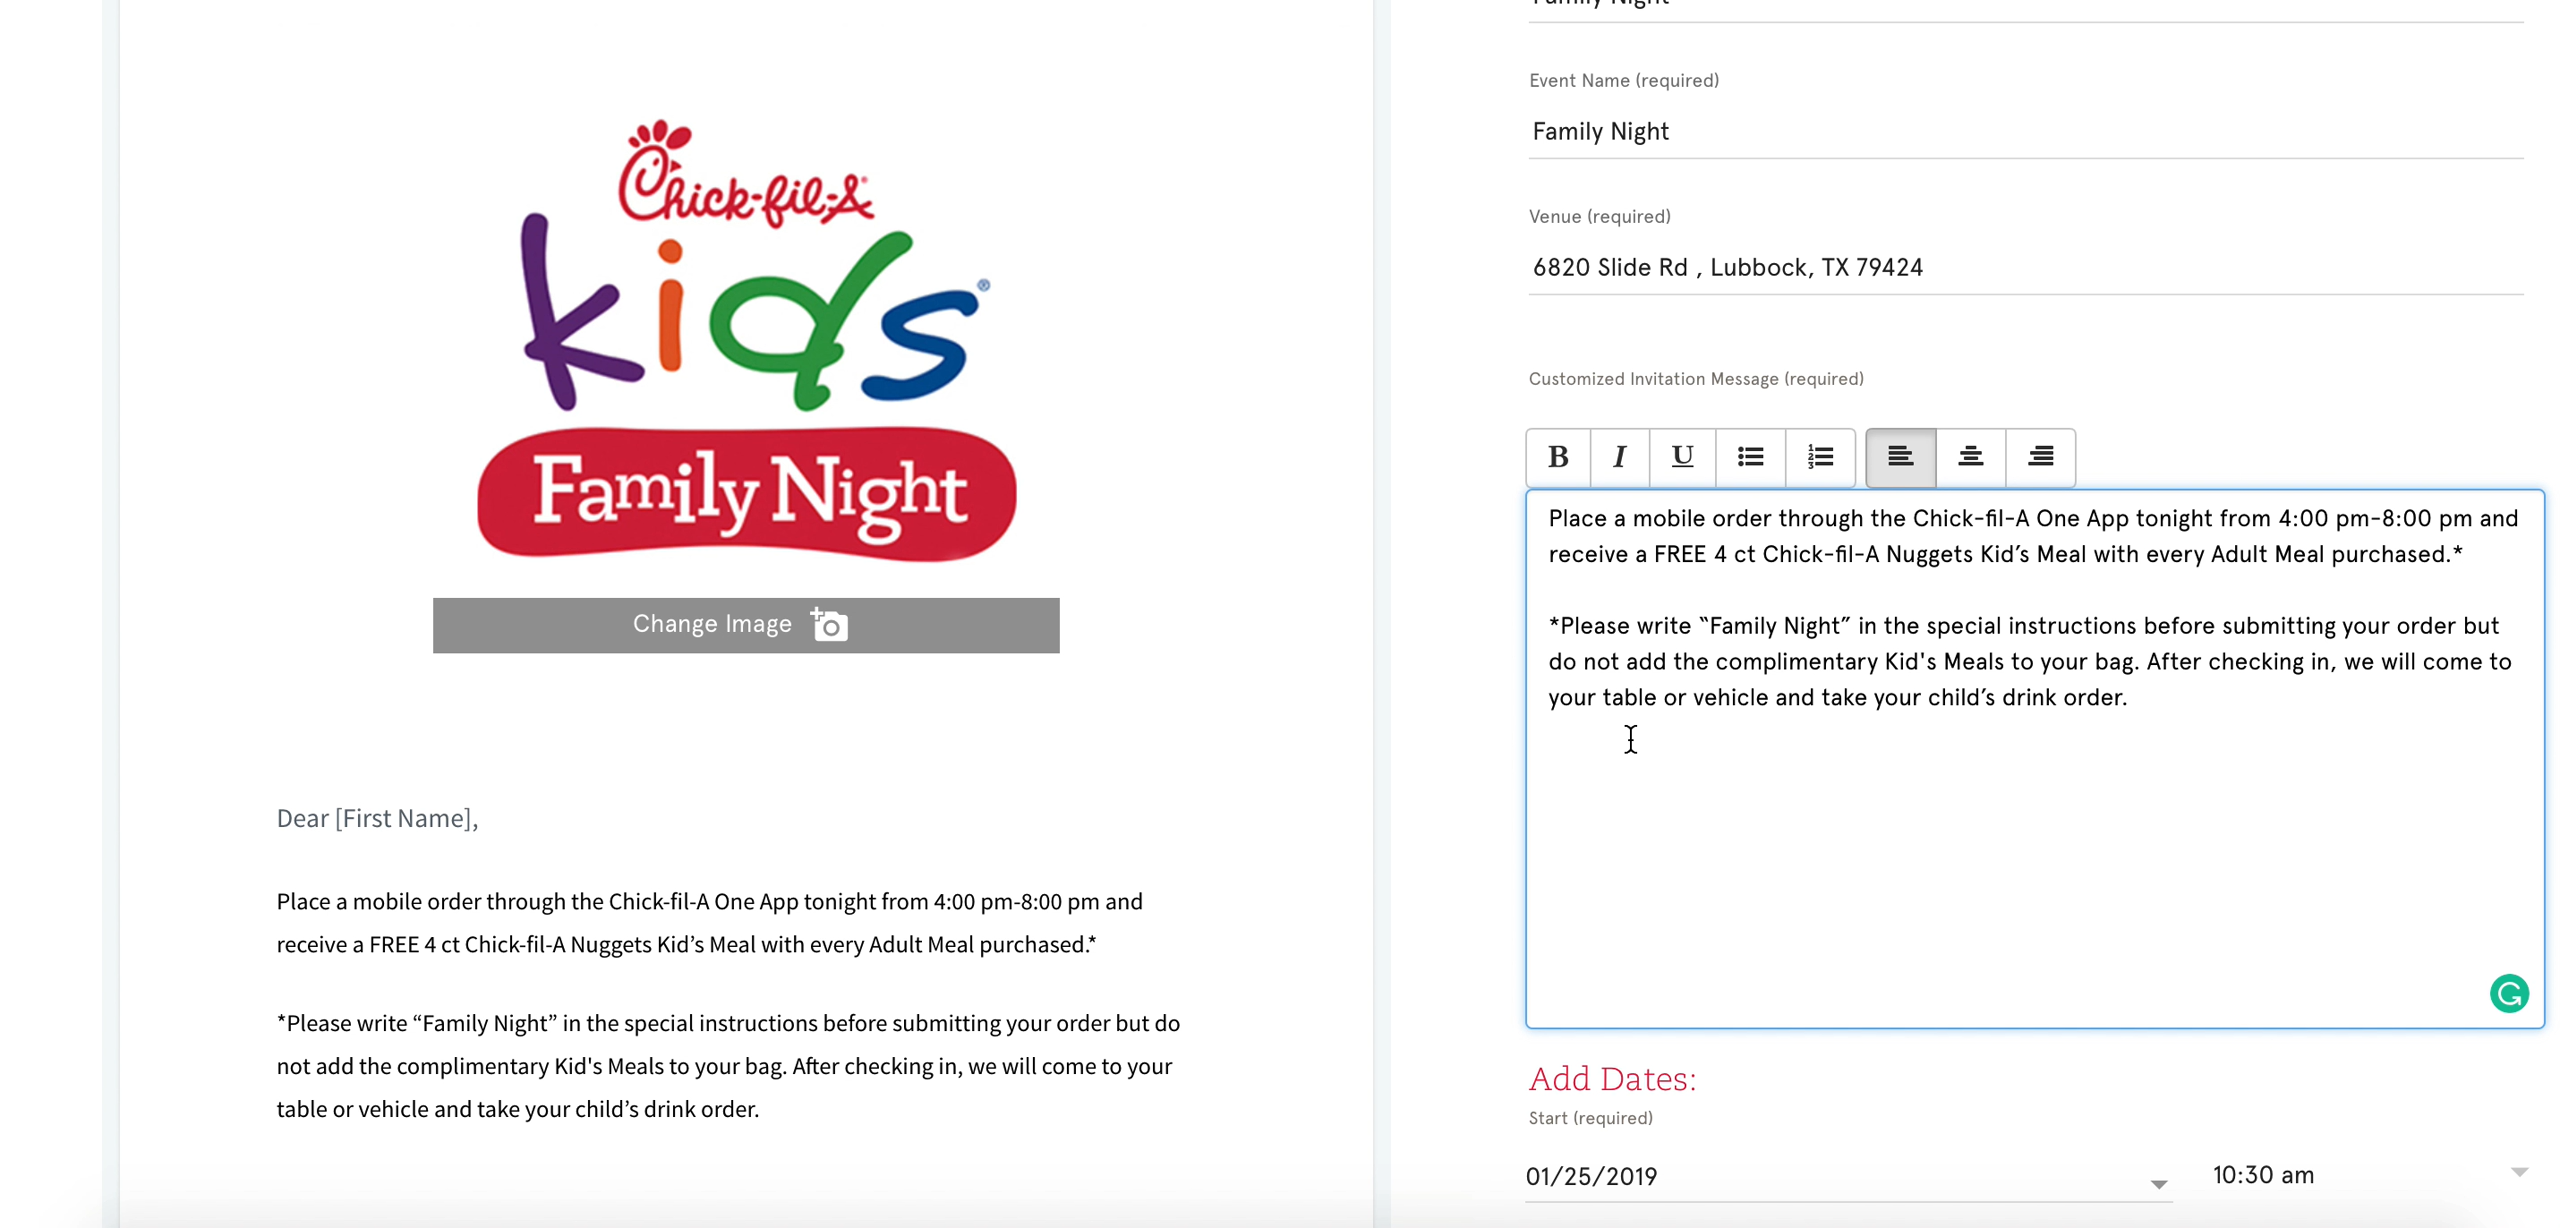 Family Night
Event Name (required)
Family Night
Venue (required)
6820 Slide Rd , Lubbock, TX 79424
Customized Invitation Message (required)
B I U
Place a mobile order through the Chick-fil-A One App tonight from 4:00 pm-8:00 pm and
receive a FREE 4 ct Chick-fil-A Nuggets Kid’s Meal with every Adult Meal purchased.*
*Please write “Family Night” in the special instructions before submitting your order but
do not add the complimentary Kid's Meals to your bag. After checking in, we will come to
your table or vehicle and take your child’s drink order.
Add Dates:
Start (required)
01/25/2019
10:30 am
Chick-fil-A
kids®
Family Night
Change Image
Dear [First Name],
Place a mobile order through the Chick-fil-A One App tonight from 4:00 pm-8:00 pm and
receive a FREE 4 ct Chick-fil-A Nuggets Kid’s Meal with every Adult Meal purchased.*
*Please write “Family Night” in the special instructions before submitting your order but do
not add the complimentary Kid's Meals to your bag. After checking in, we will come to your
table or vehicle and take your child’s drink order.